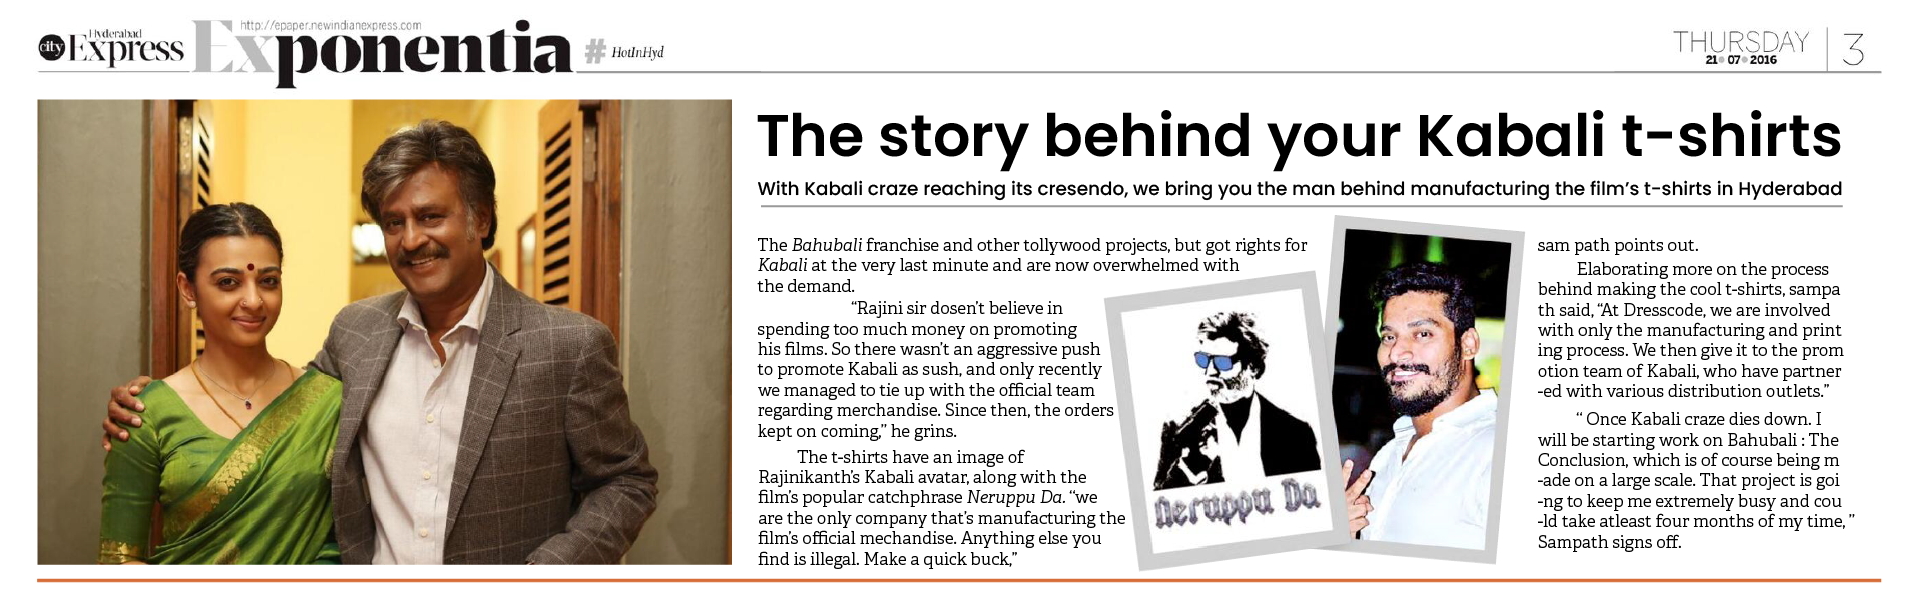 http://epaper.newindianexpress.com
city Hyderabad Express Exponentia # HotInHyd
THURSDAY
21 07 2016
3
The story behind your Kabali t-shirts
With Kabali craze reaching its cresendo, we bring you the man behind manufacturing the film's t-shirts in Hyderabad
The Bahubali franchise and other tollywood projects, but got rights for
Kabali at the very last minute and are now overwhelmed with
the demand.
“Rajini sir dosen’t believe in
spending too much money on promoting
his films. So there wasn’t an aggressive push
to promote Kabali as sush, and only recently
we managed to tie up with the official team
regarding merchandise. Since then, the orders
kept on coming,” he grins.
The t-shirts have an image of
Rajinikanth’s Kabali avatar, along with the
film’s popular catchphrase Neruppu Da. “we
are the only company that’s manufacturing the
film’s official mechandise. Anything else you
find is illegal. Make a quick buck,”
neruppu Da
sam path points out.
Elaborating more on the process
behind making the cool t-shirts, sampa
th said, “At Dresscode, we are involved
with only the manufacturing and print
ing process. We then give it to the prom
otion team of Kabali, who have partner
-ed with various distribution outlets.”
“ Once Kabali craze dies down. I
will be starting work on Bahubali : The
Conclusion, which is of course being m
-ade on a large scale. That project is goi
-ng to keep me extremely busy and cou
-ld take atleast four months of my time, ”
Sampath signs off.